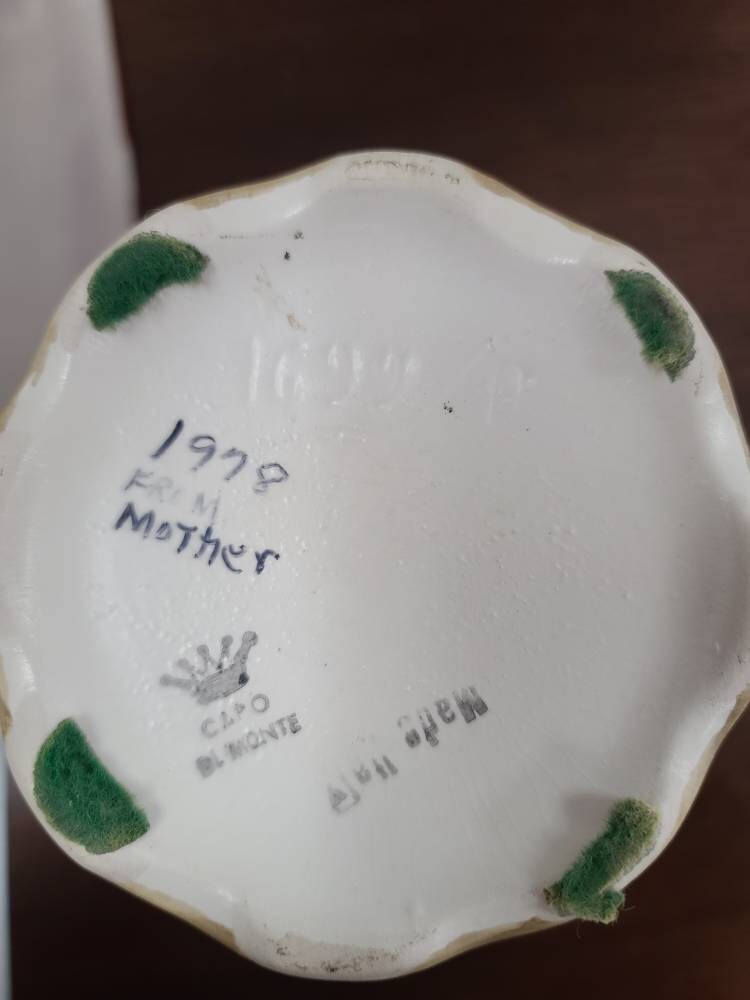 1978
FROM
Mother
CAPO
DI MONTE
Made Italy